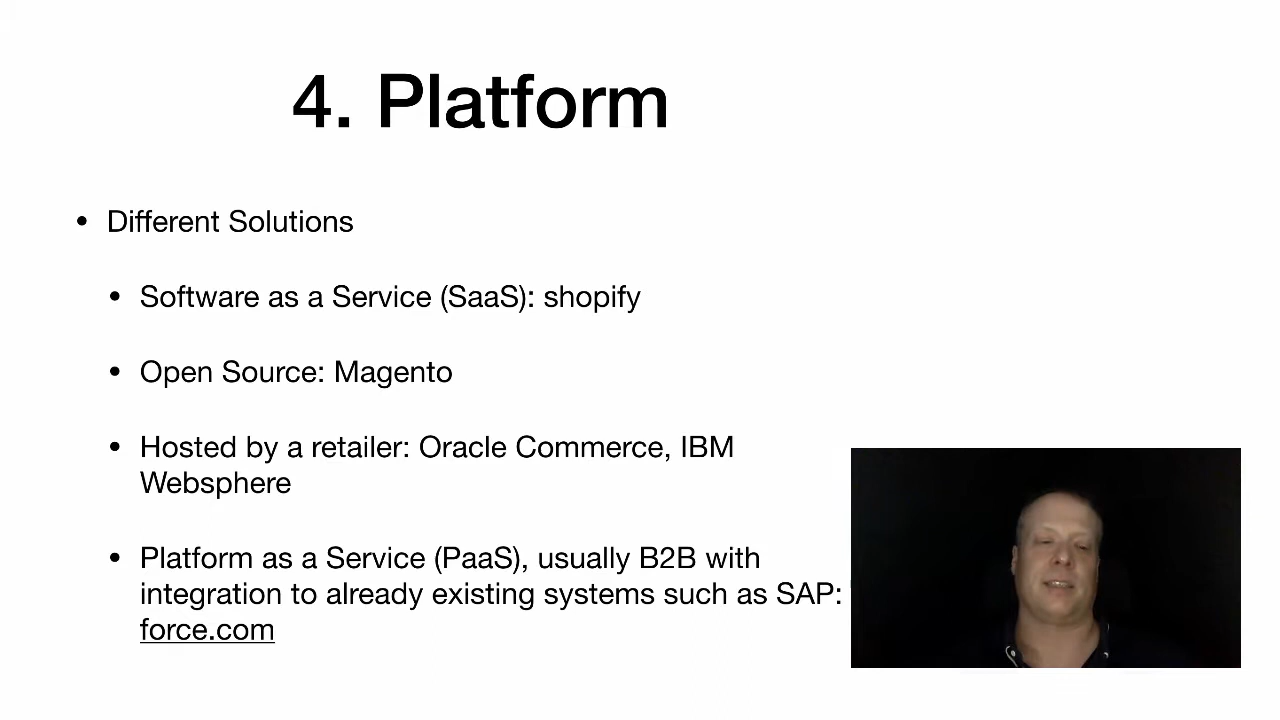 4. Platform
• Different Solutions
• Software as a Service (SaaS): shopify
• Open Source: Magento
• Hosted by a retailer: Oracle Commerce, IBM
Websphere
• Platform as a Service (PaaS), usually B2B with
integration to already existing systems such as SAP:
force.com